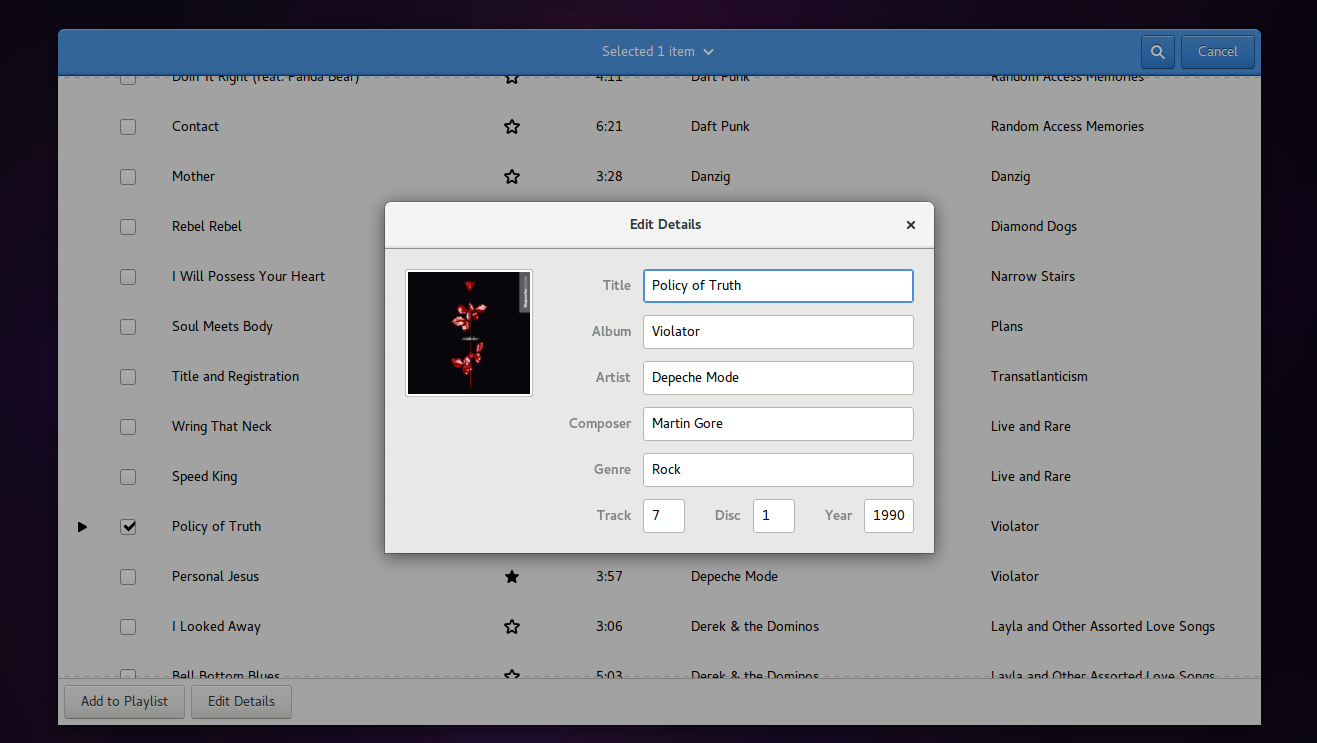 Selected 1 item
Cancel
Doin' It Right (feat. Panda Bear) 4:11 Daft Punk Random Access Memories
Contact 6:21 Daft Punk Random Access Memories
Mother 3:28 Danzig Danzig
Rebel Rebel Diamond Dogs
I Will Possess Your Heart Narrow Stairs
Soul Meets Body Plans
Title and Registration Transatlanticism
Wring That Neck Live and Rare
Speed King Live and Rare
Policy of Truth Violator
Personal Jesus 3:57 Depeche Mode Violator
I Looked Away 3:06 Derek & the Dominos Layla and Other Assorted Love Songs
Bell Bottom Blues 5:03 Derek & the Dominos Layla and Other Assorted Love Songs
Add to Playlist Edit Details
Edit Details
Title Policy of Truth
Album Violator
Artist Depeche Mode
Composer Martin Gore
Genre Rock
Track 7 Disc 1 Year 1990